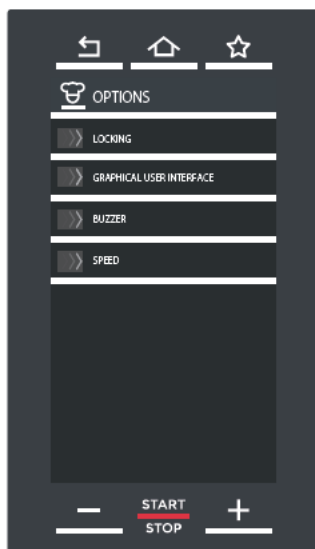 OPTIONS
LOCKING
GRAPHICAL USER INTERFACE
BUZZER
SPEED
START
STOP